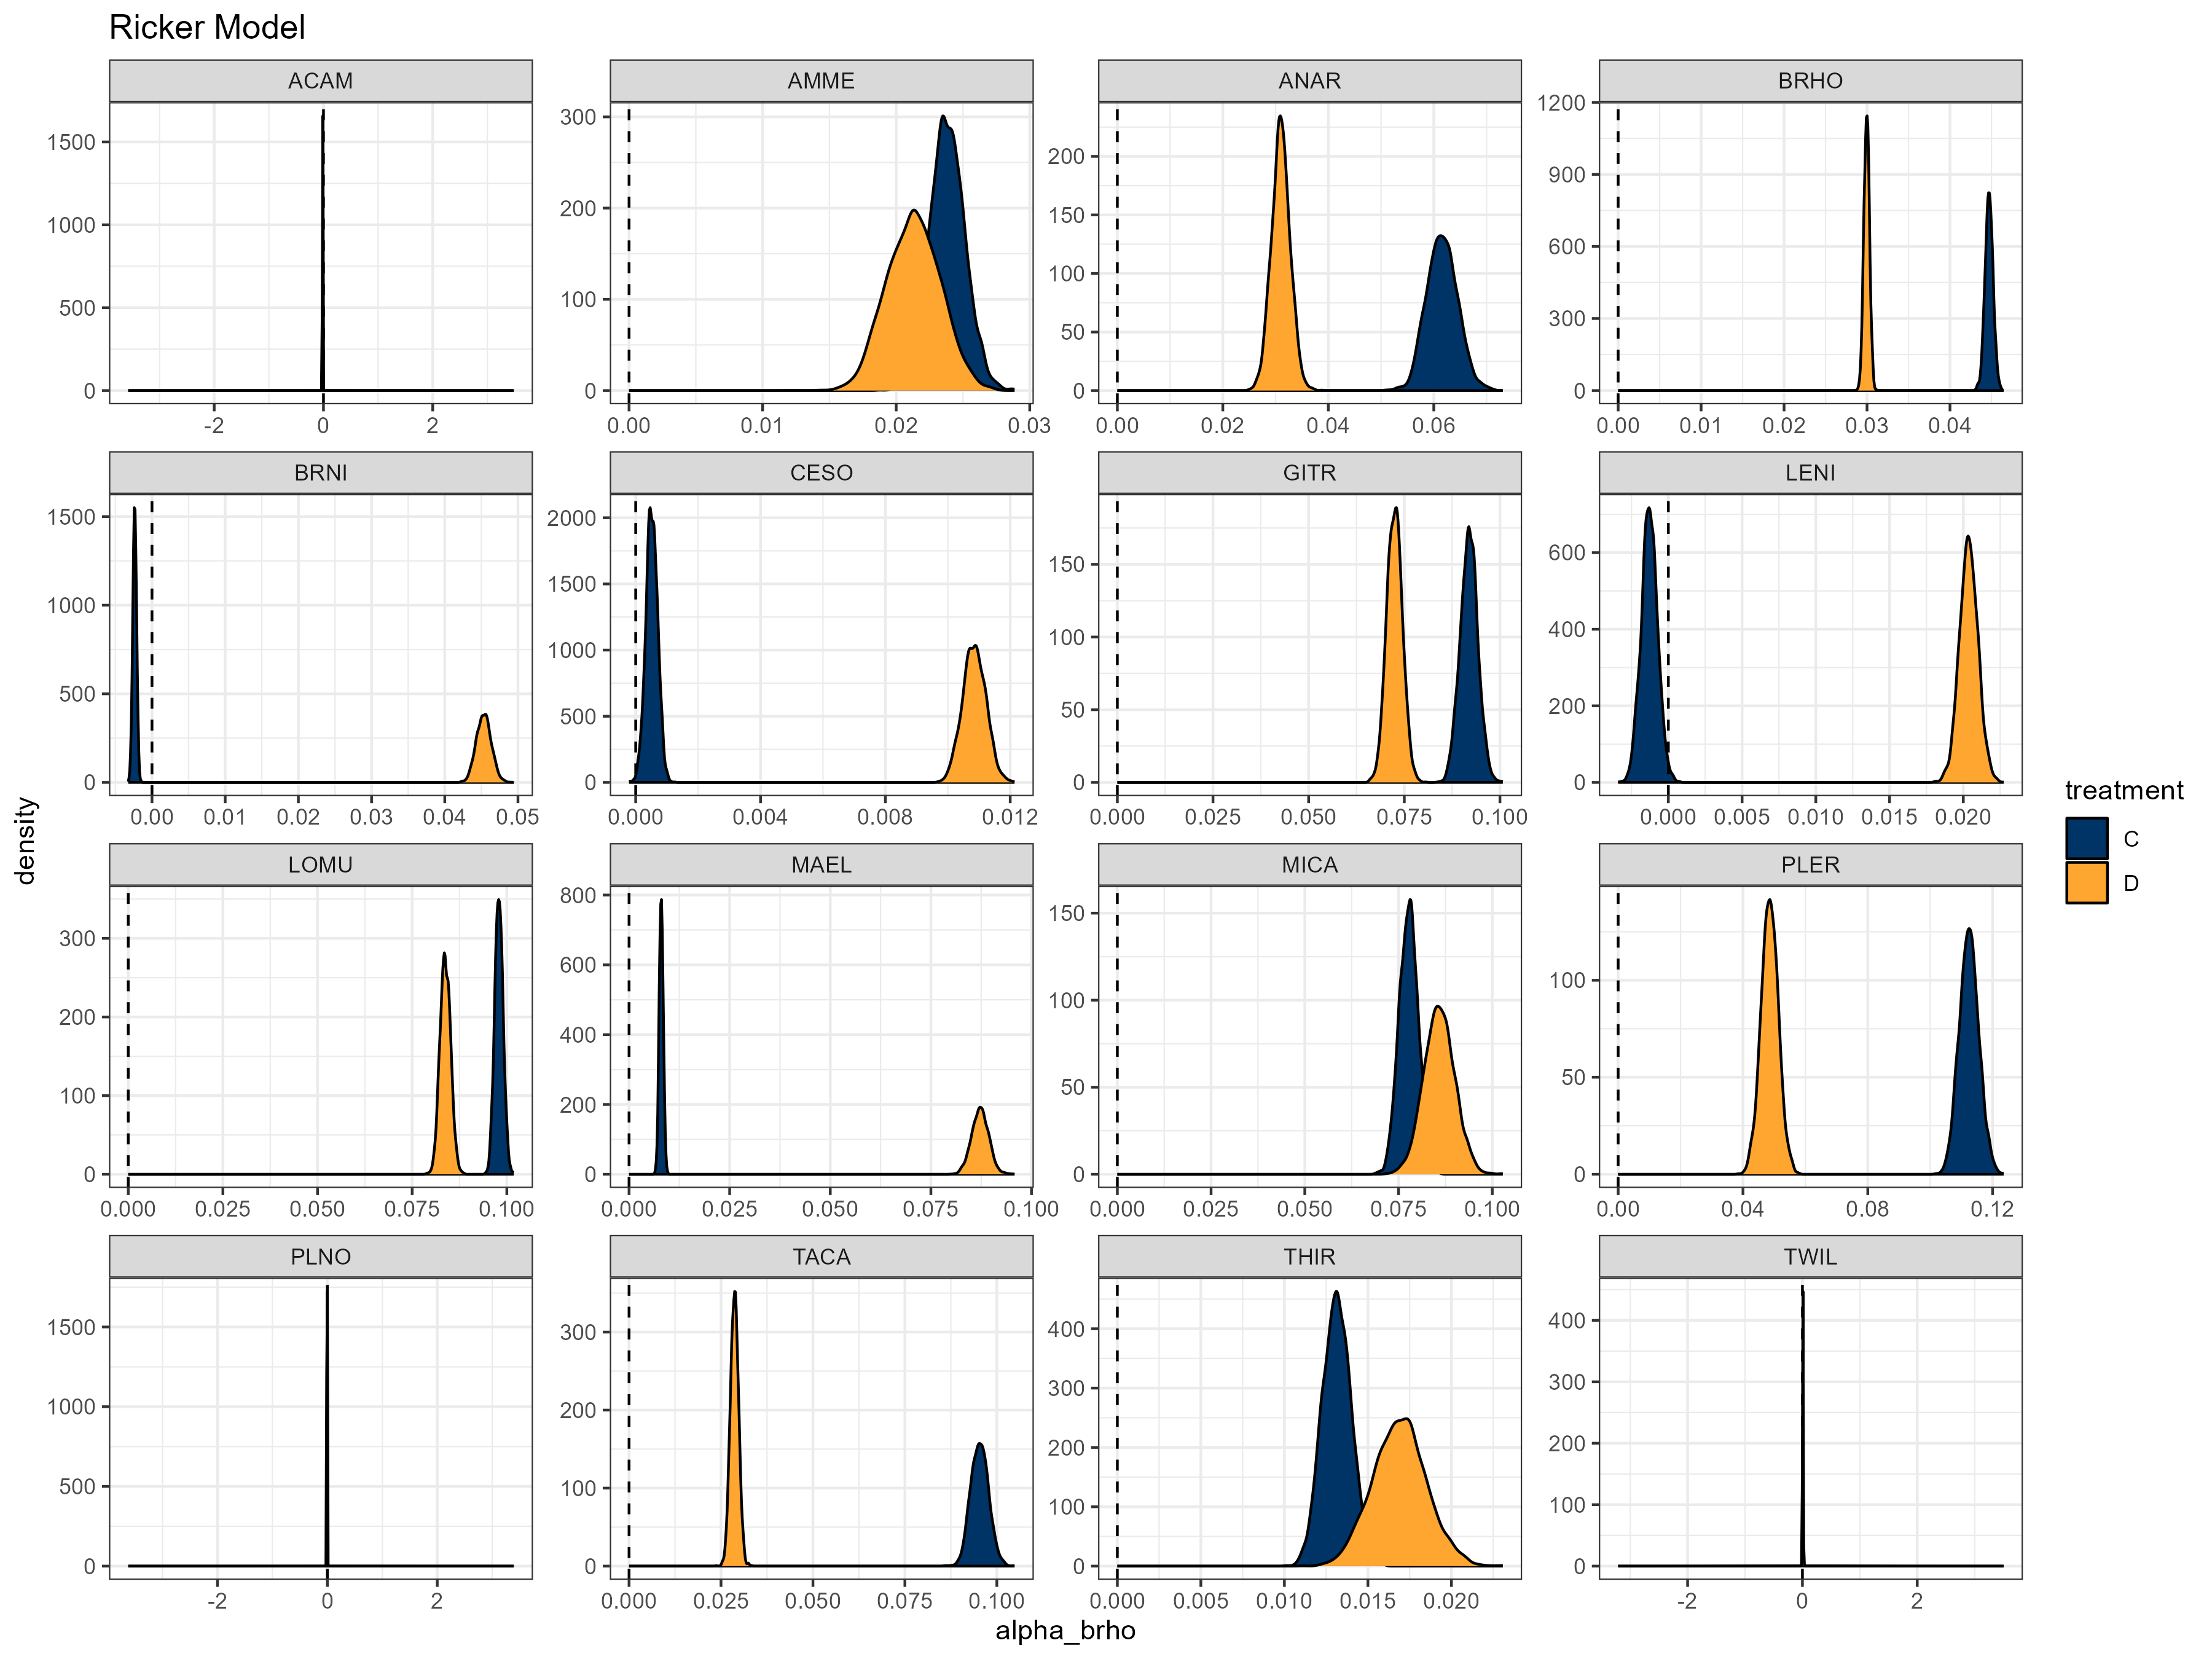 Ricker Model
ACAM AMME ANAR BRHO
1500 1000 500 0
300 200 100 0
200 150 100 50 0
1200 900 600 300 0
-2 0 2
0.00 0.01 0.02 0.03
0.00 0.02 0.04 0.06
0.00 0.01 0.02 0.03 0.04
BRNI CESO GITR LENI
1500 1000 500 0
2000 1500 1000 500 0
150 100 50 0
600 400 200 0
0.00 0.01 0.02 0.03 0.04 0.05
0.000 0.004 0.008 0.012
0.000 0.025 0.050 0.075 0.100
0.000 0.005 0.010 0.015 0.020
density
treatment
C
D
LOMU MAEL MICA PLER
300 200 100 0
800 600 400 200 0
150 100 50 0
100 50 0
0.000 0.025 0.050 0.075 0.100
0.000 0.025 0.050 0.075 0.100
0.000 0.025 0.050 0.075 0.100
0.00 0.04 0.08 0.12
PLNO TACA THIR TWIL
1500 1000 500 0
300 200 100 0
400 300 200 100 0
400 300 200 100 0
-2 0 2
0.000 0.025 0.050 0.075 0.100
0.000 0.005 0.010 0.015 0.020
-2 0 2
alpha_brho